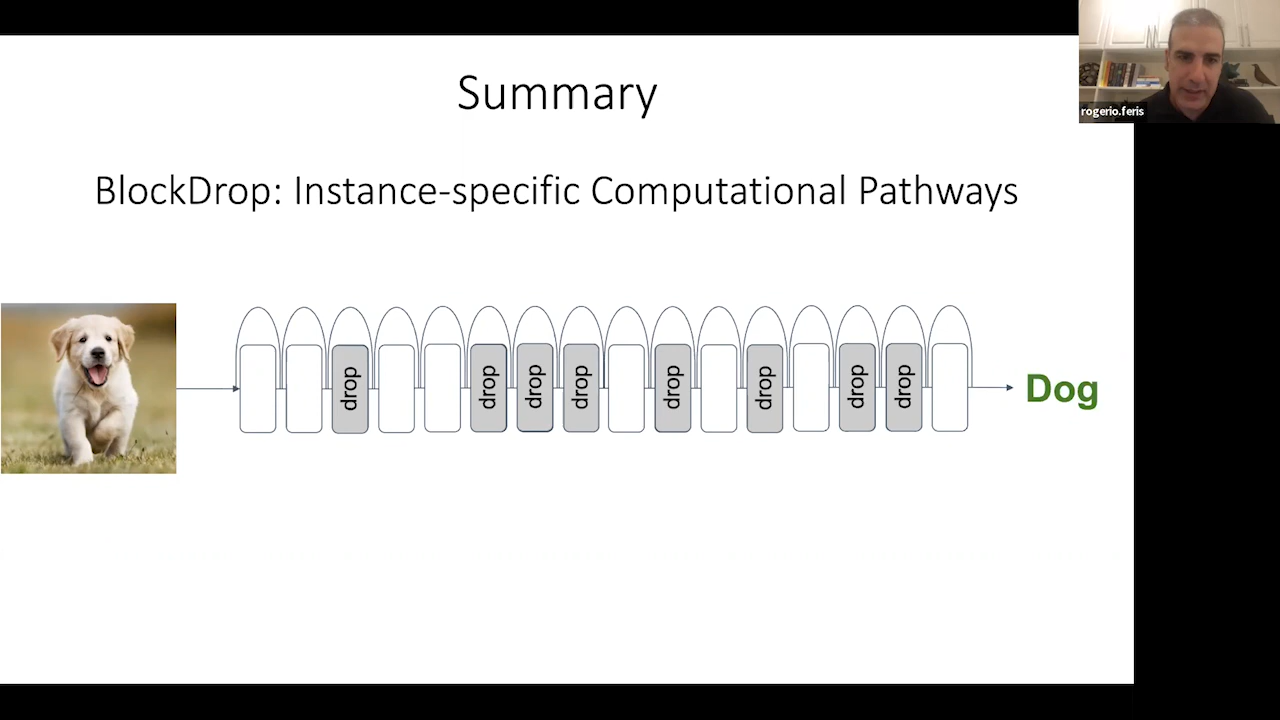 Summary
rogerio.feris
BlockDrop: Instance-specific Computational Pathways
drop drop drop drop drop drop drop drop
Dog